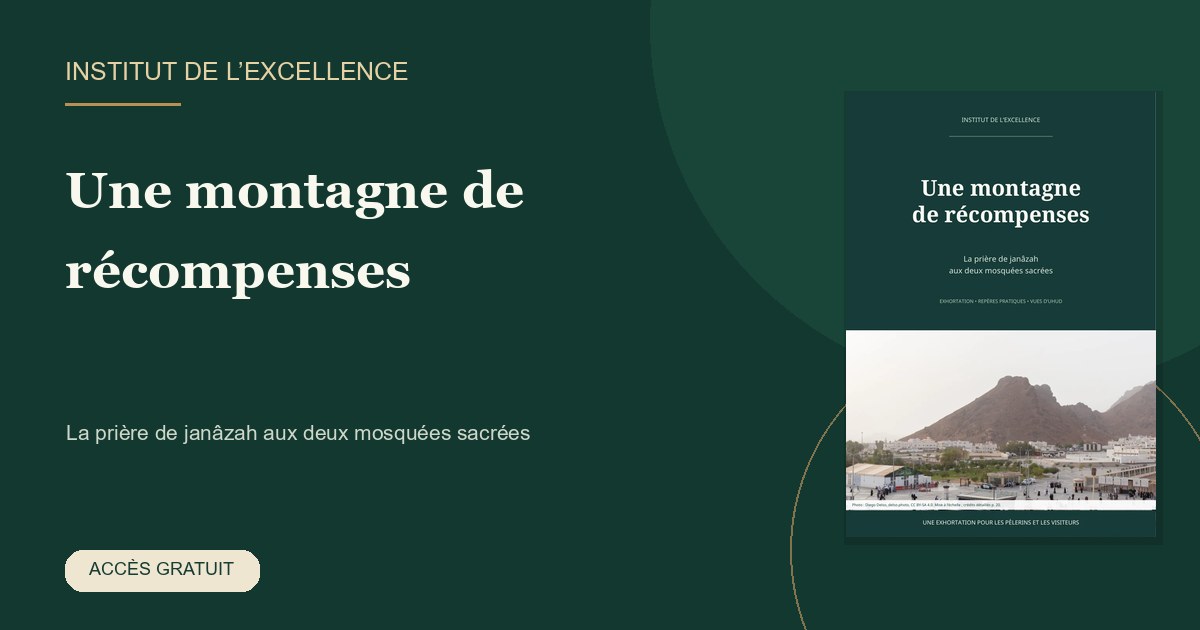 INSTITUT DE L’EXCELLENCE
Une montagne de
récompenses
La prière de janâzah aux deux mosquées sacrées
ACCÈS GRATUIT
INSTITUT DE L'EXCELLENCE
Une montagne
de récompenses
La prière de janâzah
aux deux mosquées sacrées
EXHORTATION • REPÈRES PRATIQUES • VUES D'UHUD
UNE EXHORTATION POUR LES PÈLERINS ET LES VISITEURS